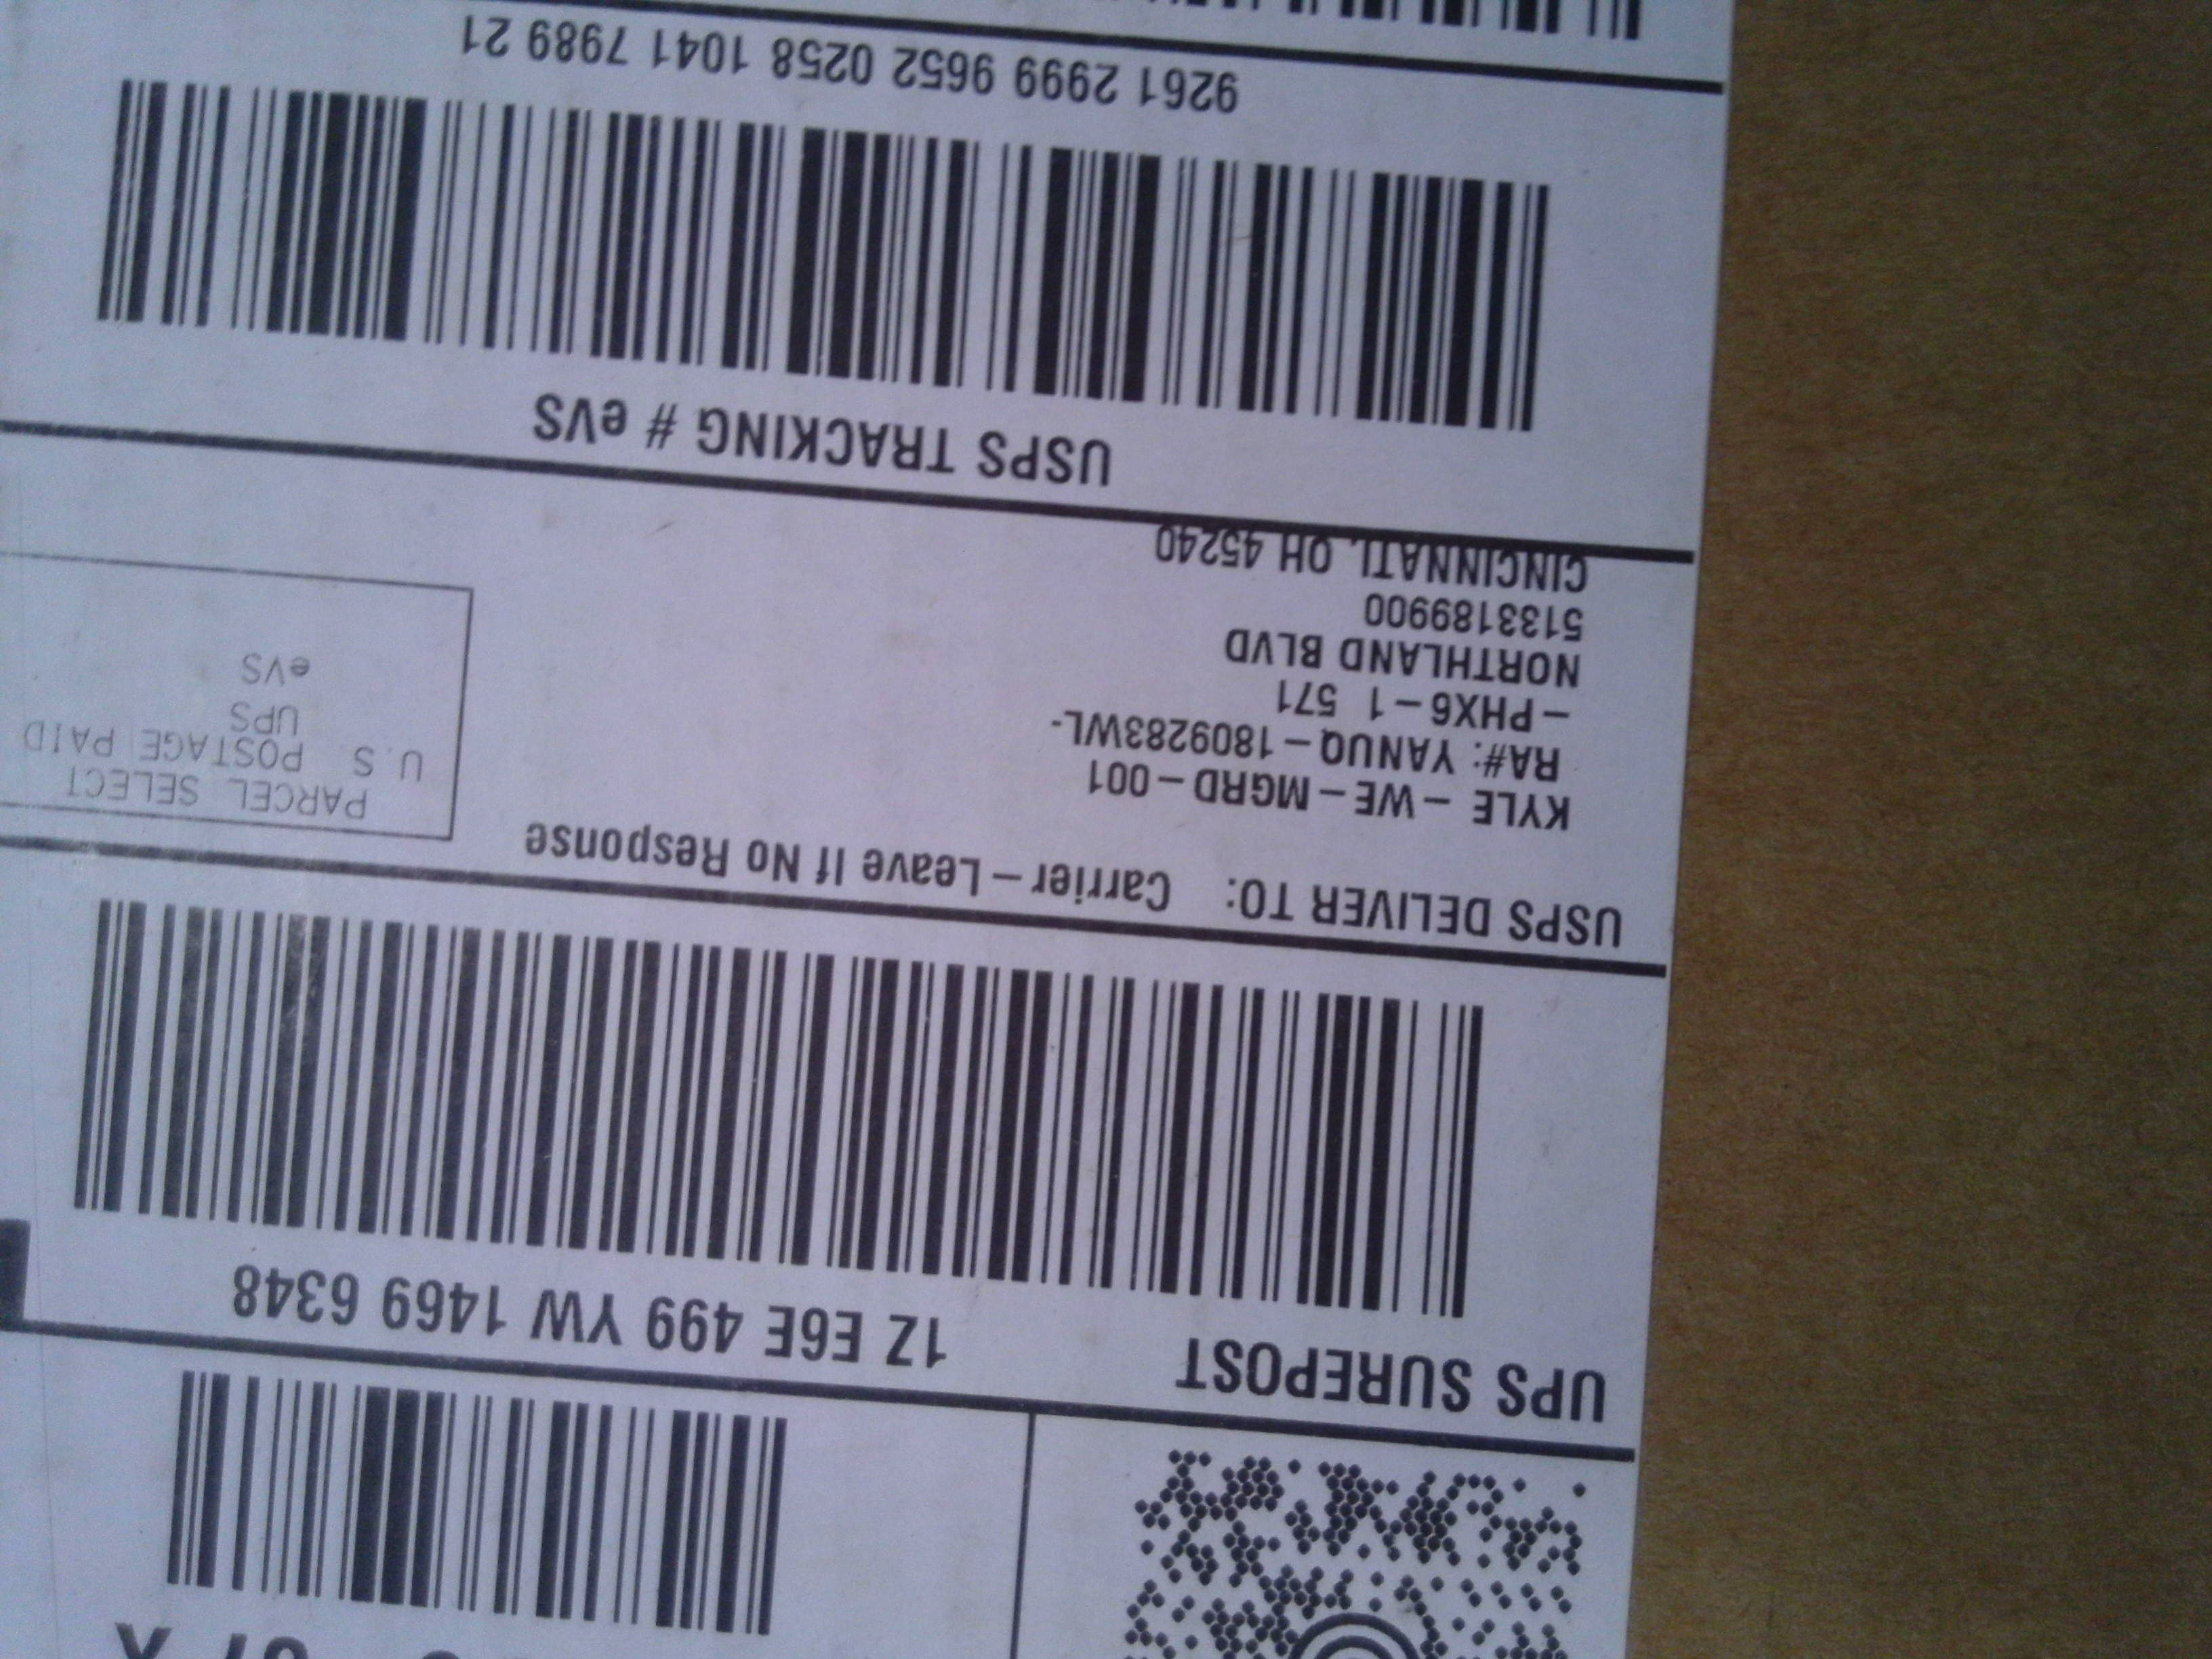 UPS SUREPOST 1Z E6E 499 YW 1469 6348
USPS DELIVER TO: Carrier – Leave If No Response
KYLE – WE – MGRD – 001
RA#: YANUQ – 1809283WL-
– PHX6 – 1 571
NORTHLAND BLVD
5133189900
CINCINNATI, OH 45240
PARCEL SELECT
U.S. POSTAGE PAID
UPS
eVS
USPS TRACKING # eVS
9261 2999 9652 0258 1041 7989 21